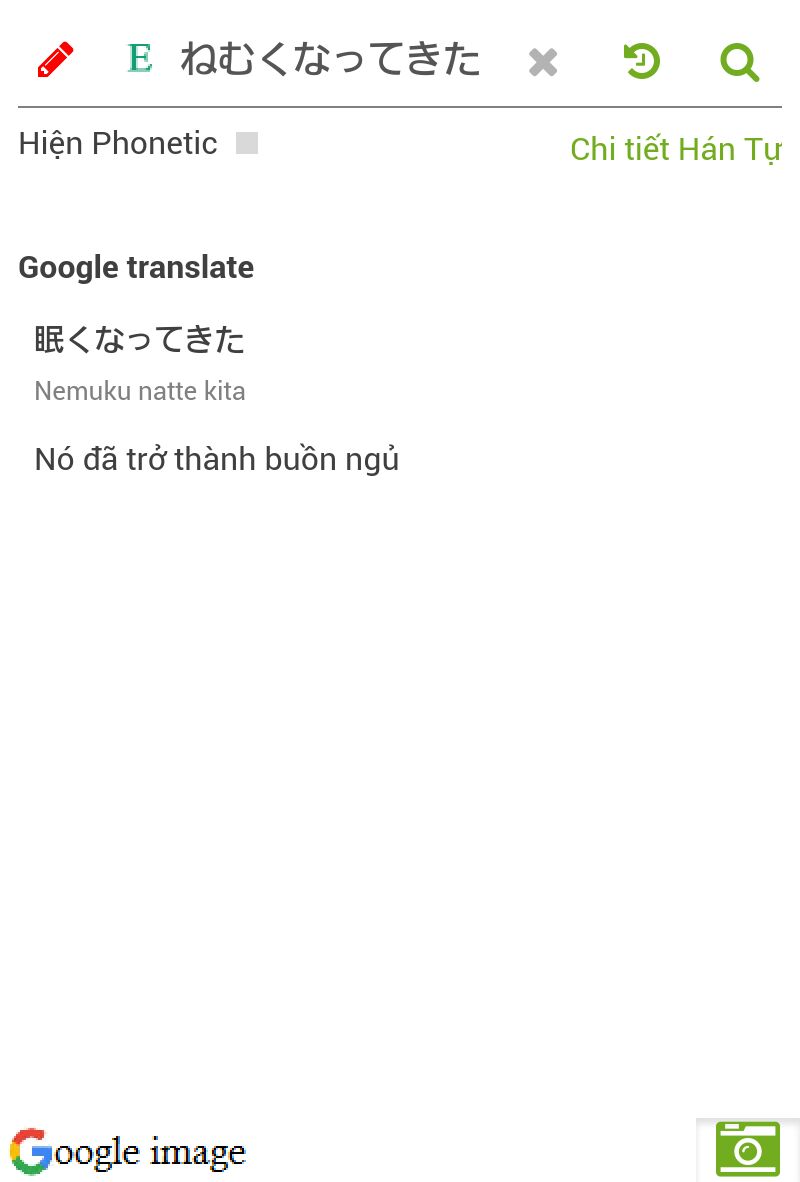 E ねむくなってきた
Hiện Phonetic
Chi tiết Hán Tự
Google translate
眠くなってきた
Nemuku natte kita
Nó đã trở thành buồn ngủ
Google image